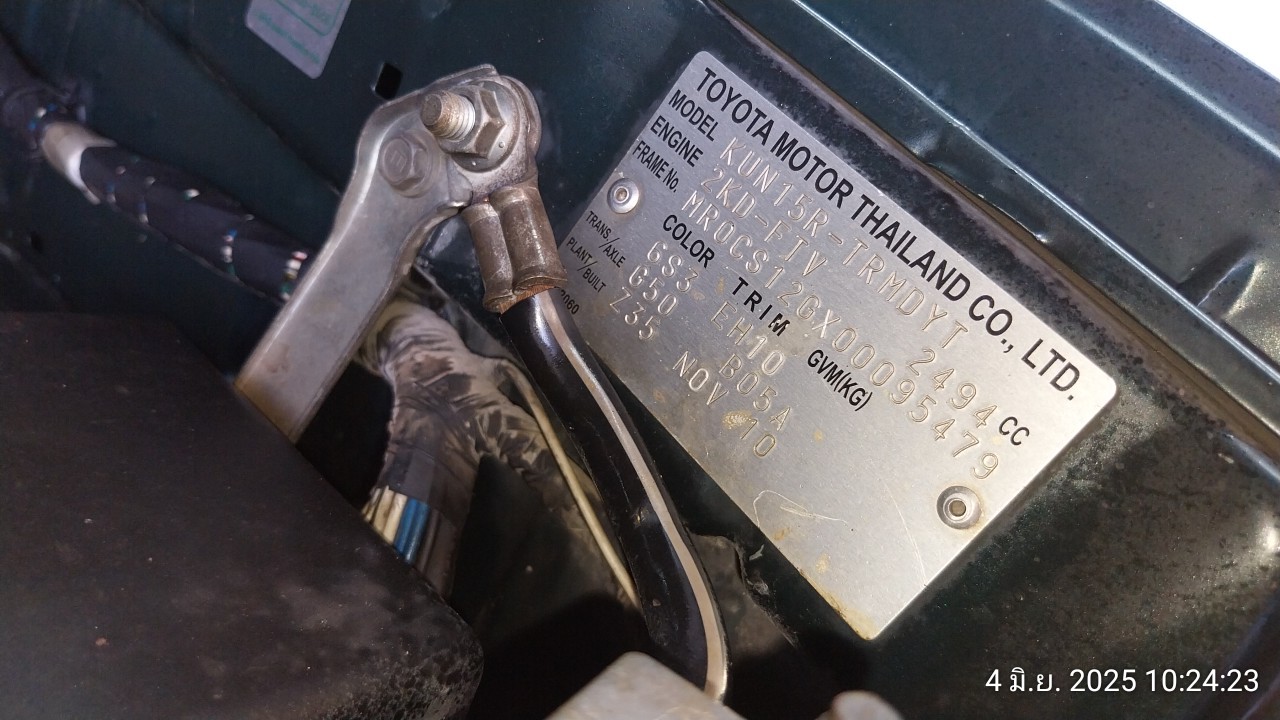 TOYOTA MOTOR THAILAND CO., LTD.
MODEL KUN15R-TRMDYT
ENGINE 2KD-FTV 2494 CC
FRAME No. MR0CS12GX00095479
COLOR TRIM GVM(KG)
6S3 EH10
TRANS./AXLE G50 B05A
PLANT/BUILT Z35 NOV 10
4 มิ.ย. 2025 10:24:23